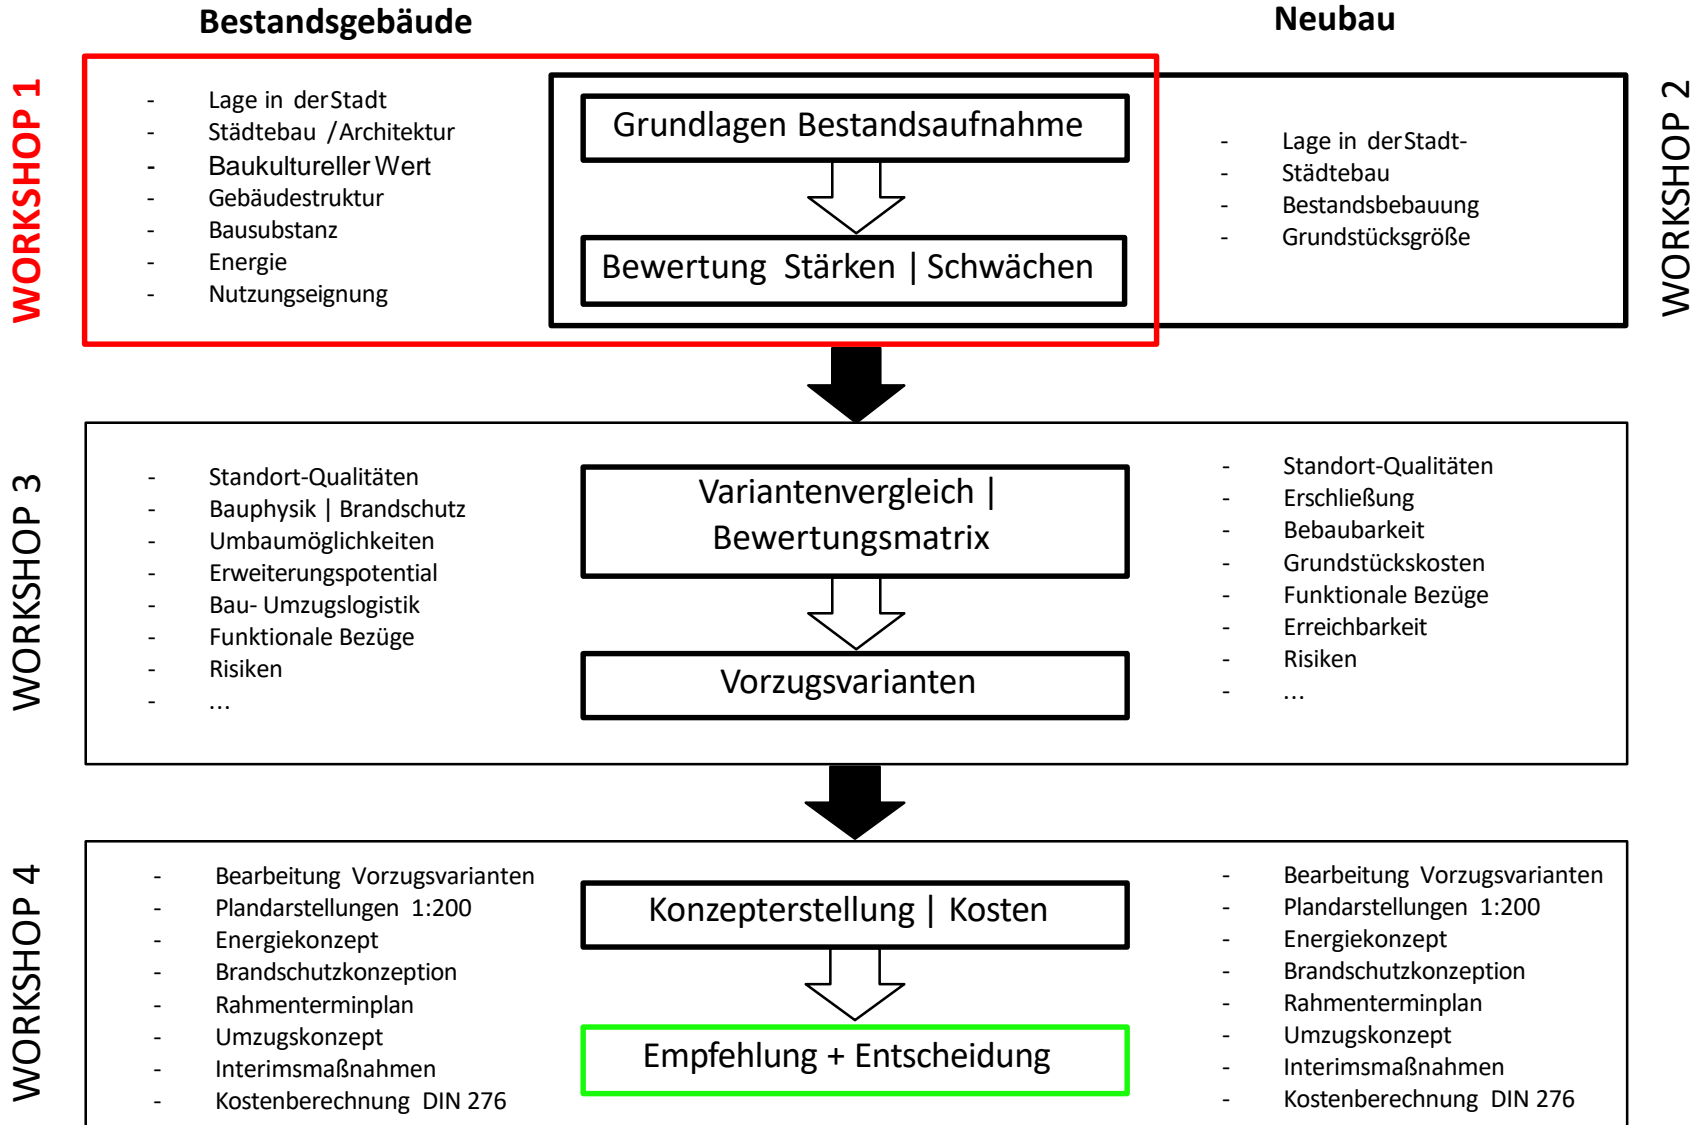 Bestandsgebäude
Neubau
WORKSHOP 1
- Lage in der Stadt
- Städtebau / Architektur
- Baukultureller Wert
- Gebäudestruktur
- Bausubstanz
- Energie
- Nutzungseignung
Grundlagen Bestandsaufnahme
Bewertung Stärken | Schwächen
- Lage in der Stadt-
- Städtebau
- Bestandsbebauung
- Grundstücksgröße
WORKSHOP 2
WORKSHOP 3
- Standort-Qualitäten
- Bauphysik | Brandschutz
- Umbaumöglichkeiten
- Erweiterungspotential
- Bau- Umzugslogistik
- Funktionale Bezüge
- Risiken
- ...
Variantenvergleich |
Bewertungsmatrix
Vorzugsvarianten
- Standort-Qualitäten
- Erschließung
- Bebaubarkeit
- Grundstückskosten
- Funktionale Bezüge
- Erreichbarkeit
- Risiken
- ...
WORKSHOP 4
- Bearbeitung Vorzugsvarianten
- Plandarstellungen 1:200
- Energiekonzept
- Brandschutzkonzeption
- Rahmenterminplan
- Umzugskonzept
- Interimsmaßnahmen
- Kostenberechnung DIN 276
Konzepterstellung | Kosten
Empfehlung + Entscheidung
- Bearbeitung Vorzugsvarianten
- Plandarstellungen 1:200
- Energiekonzept
- Brandschutzkonzeption
- Rahmenterminplan
- Umzugskonzept
- Interimsmaßnahmen
- Kostenberechnung DIN 276